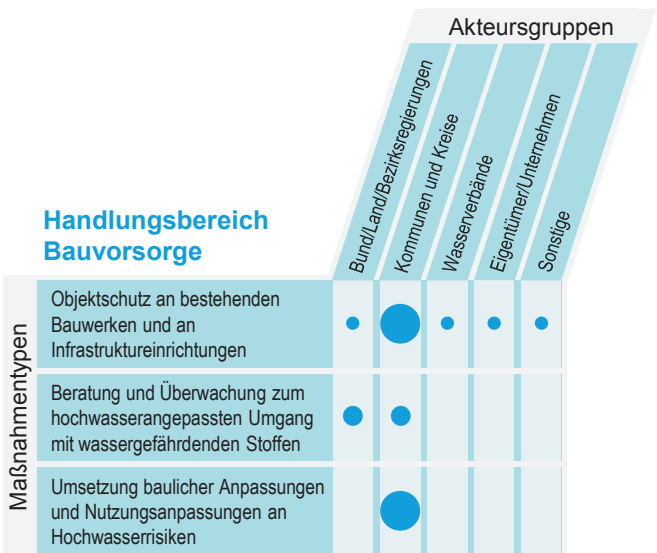 Akteursgruppen
Bund/Land/Bezirksregierungen
Kommunen und Kreise
Wasserverbände
Eigentümer/Unternehmen
Sonstige
Handlungsbereich
Bauvorsorge
Maßnahmentypen
Objektschutz an bestehenden
Bauwerken und an
Infrastruktureinrichtungen
Beratung und Überwachung zum
hochwasserangepassten Umgang
mit wassergefährdenden Stoffen
Umsetzung baulicher Anpassungen
und Nutzungsanpassungen an
Hochwasserrisiken